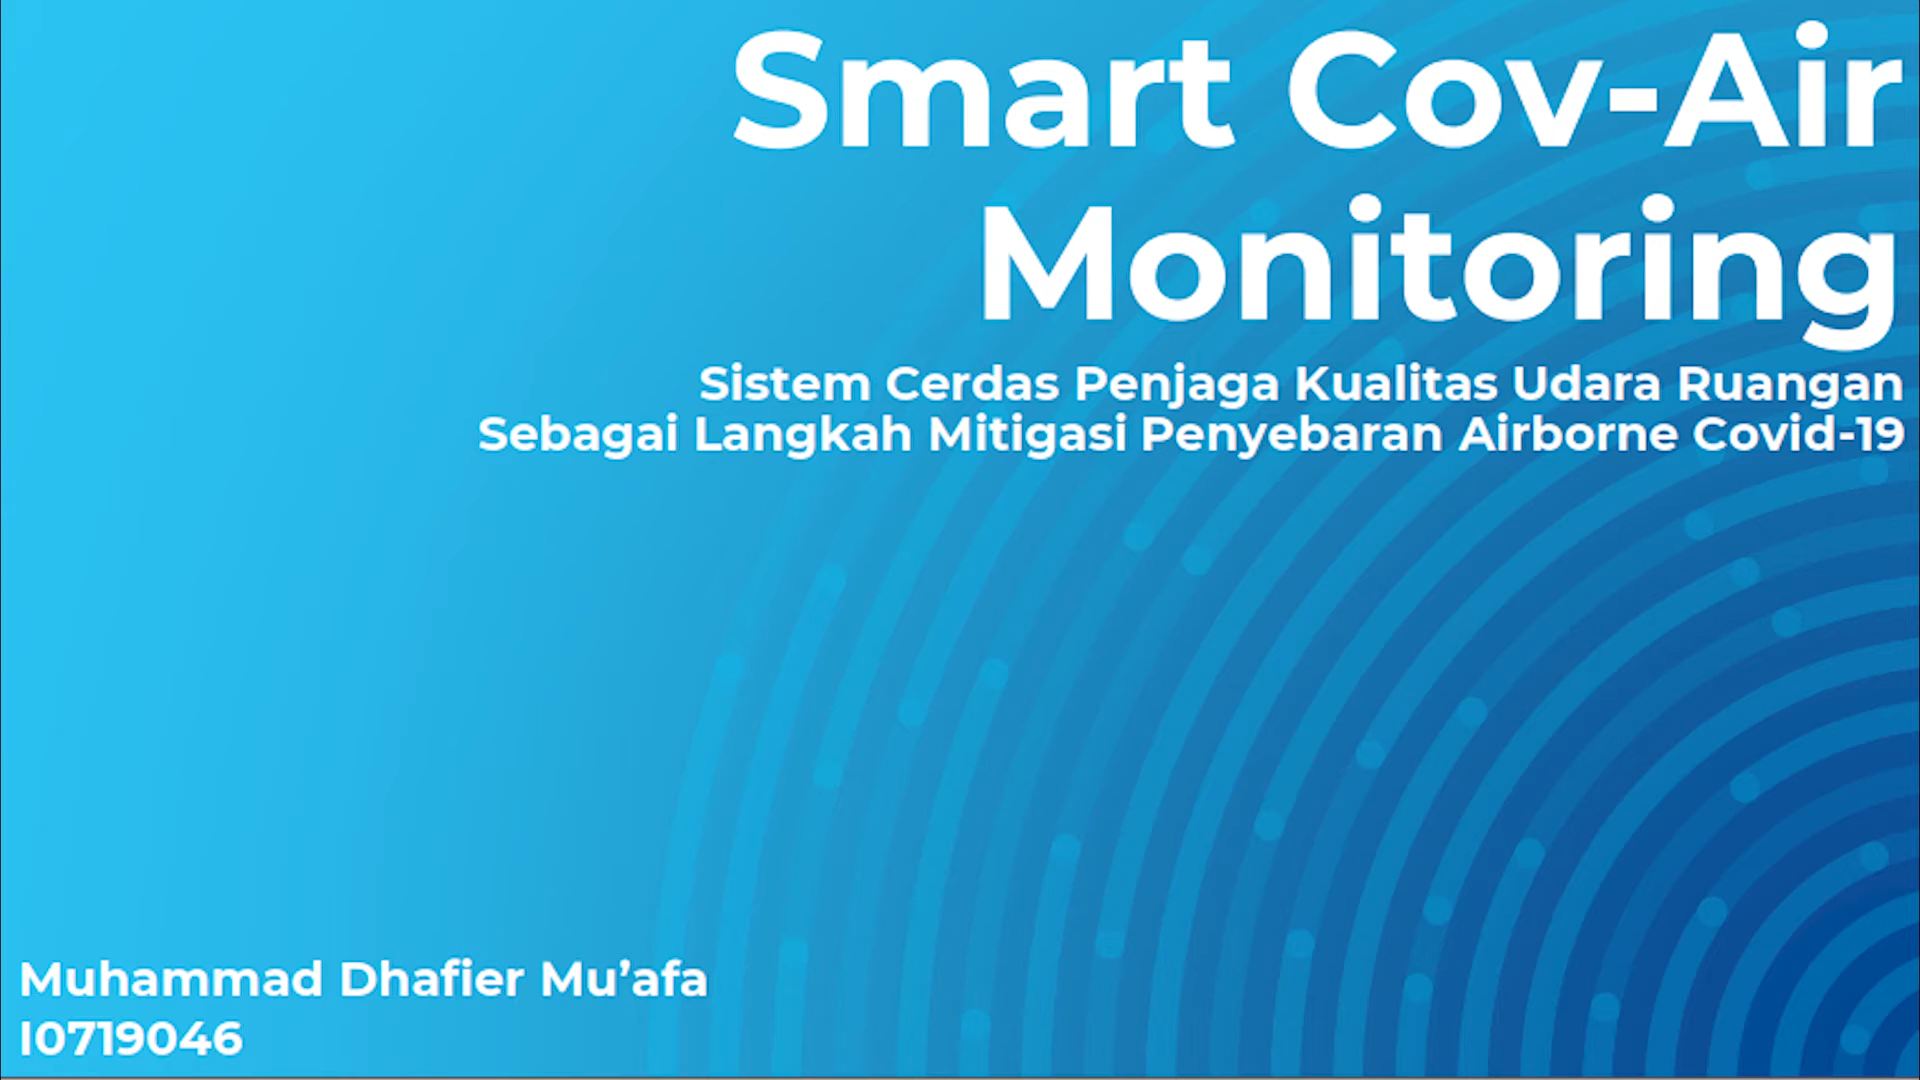 Smart Cov-Air
Monitoring
Sistem Cerdas Penjaga Kualitas Udara Ruangan
Sebagai Langkah Mitigasi Penyebaran Airborne Covid-19
Muhammad Dhafier Mu’afa
I0719046